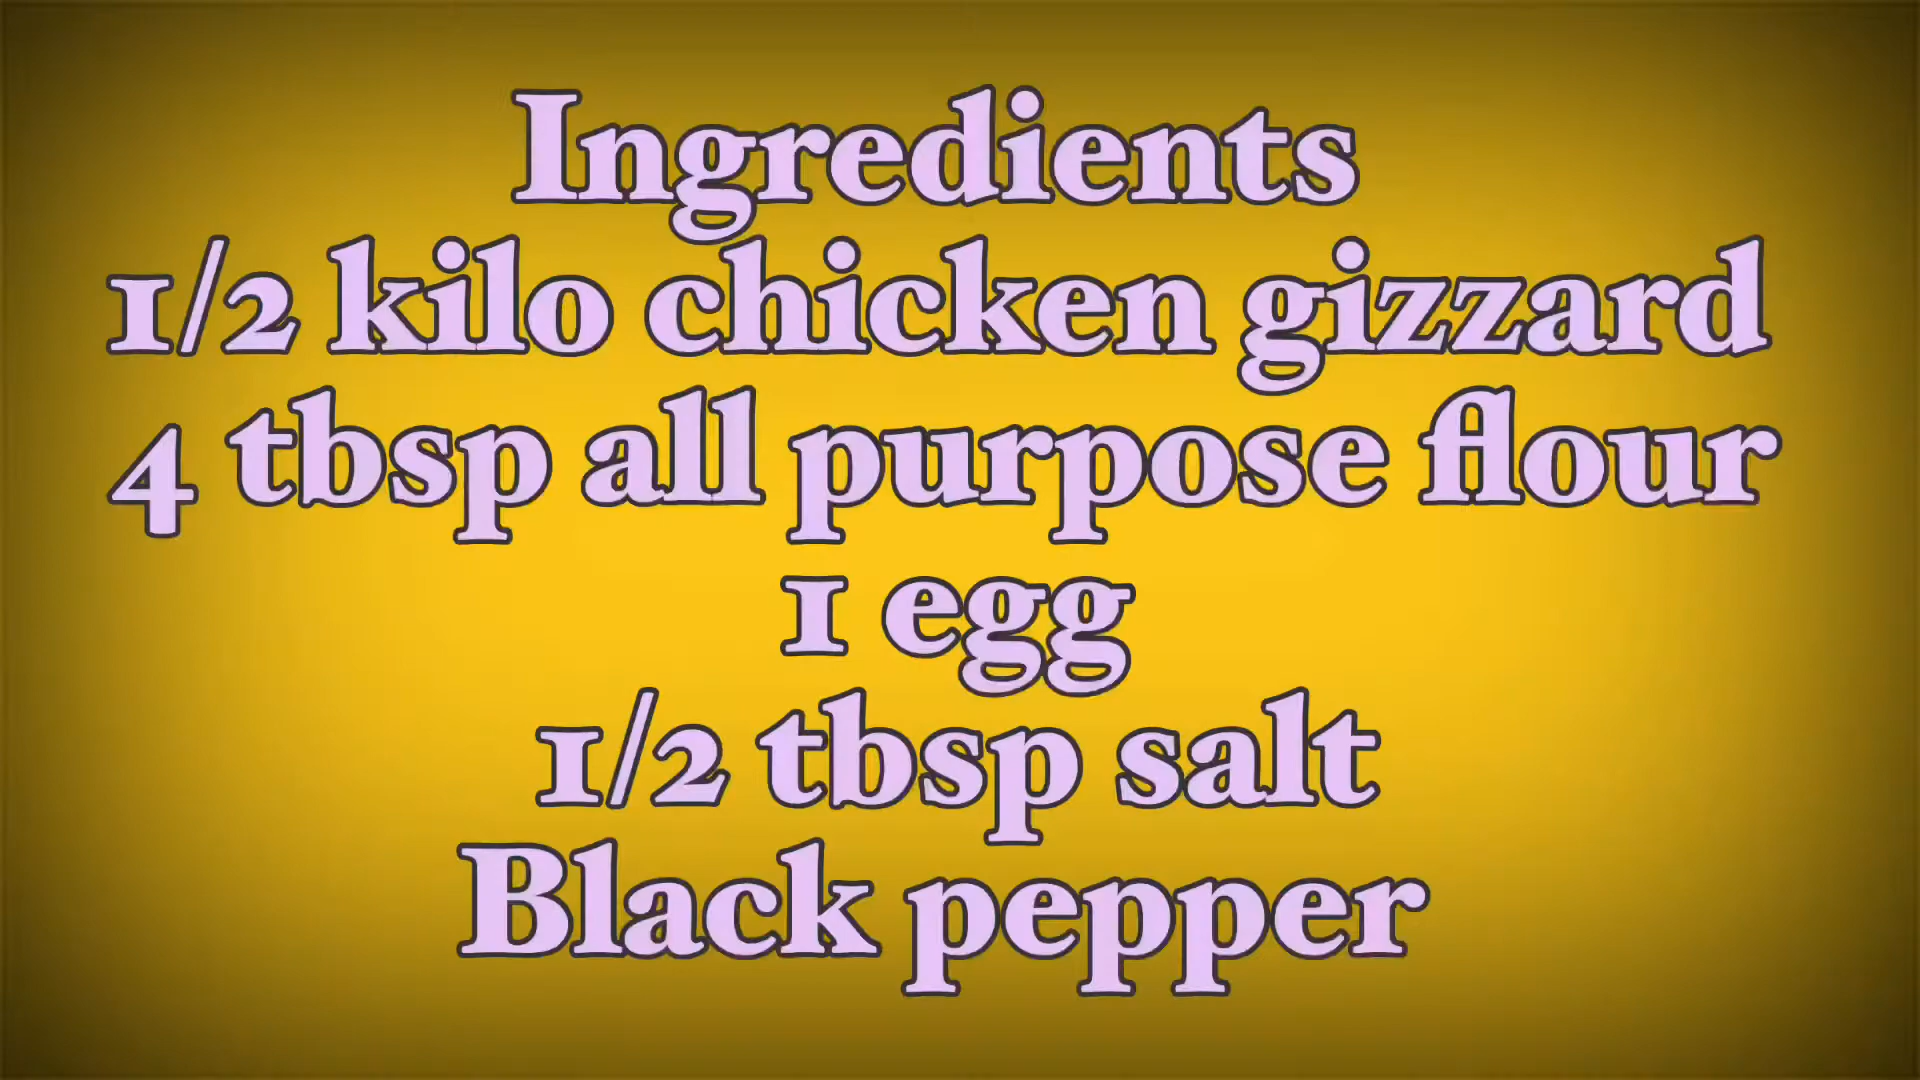 Ingredients
1/2 kilo chicken gizzard
4 tbsp all purpose flour
1 egg
1/2 tbsp salt
Black pepper